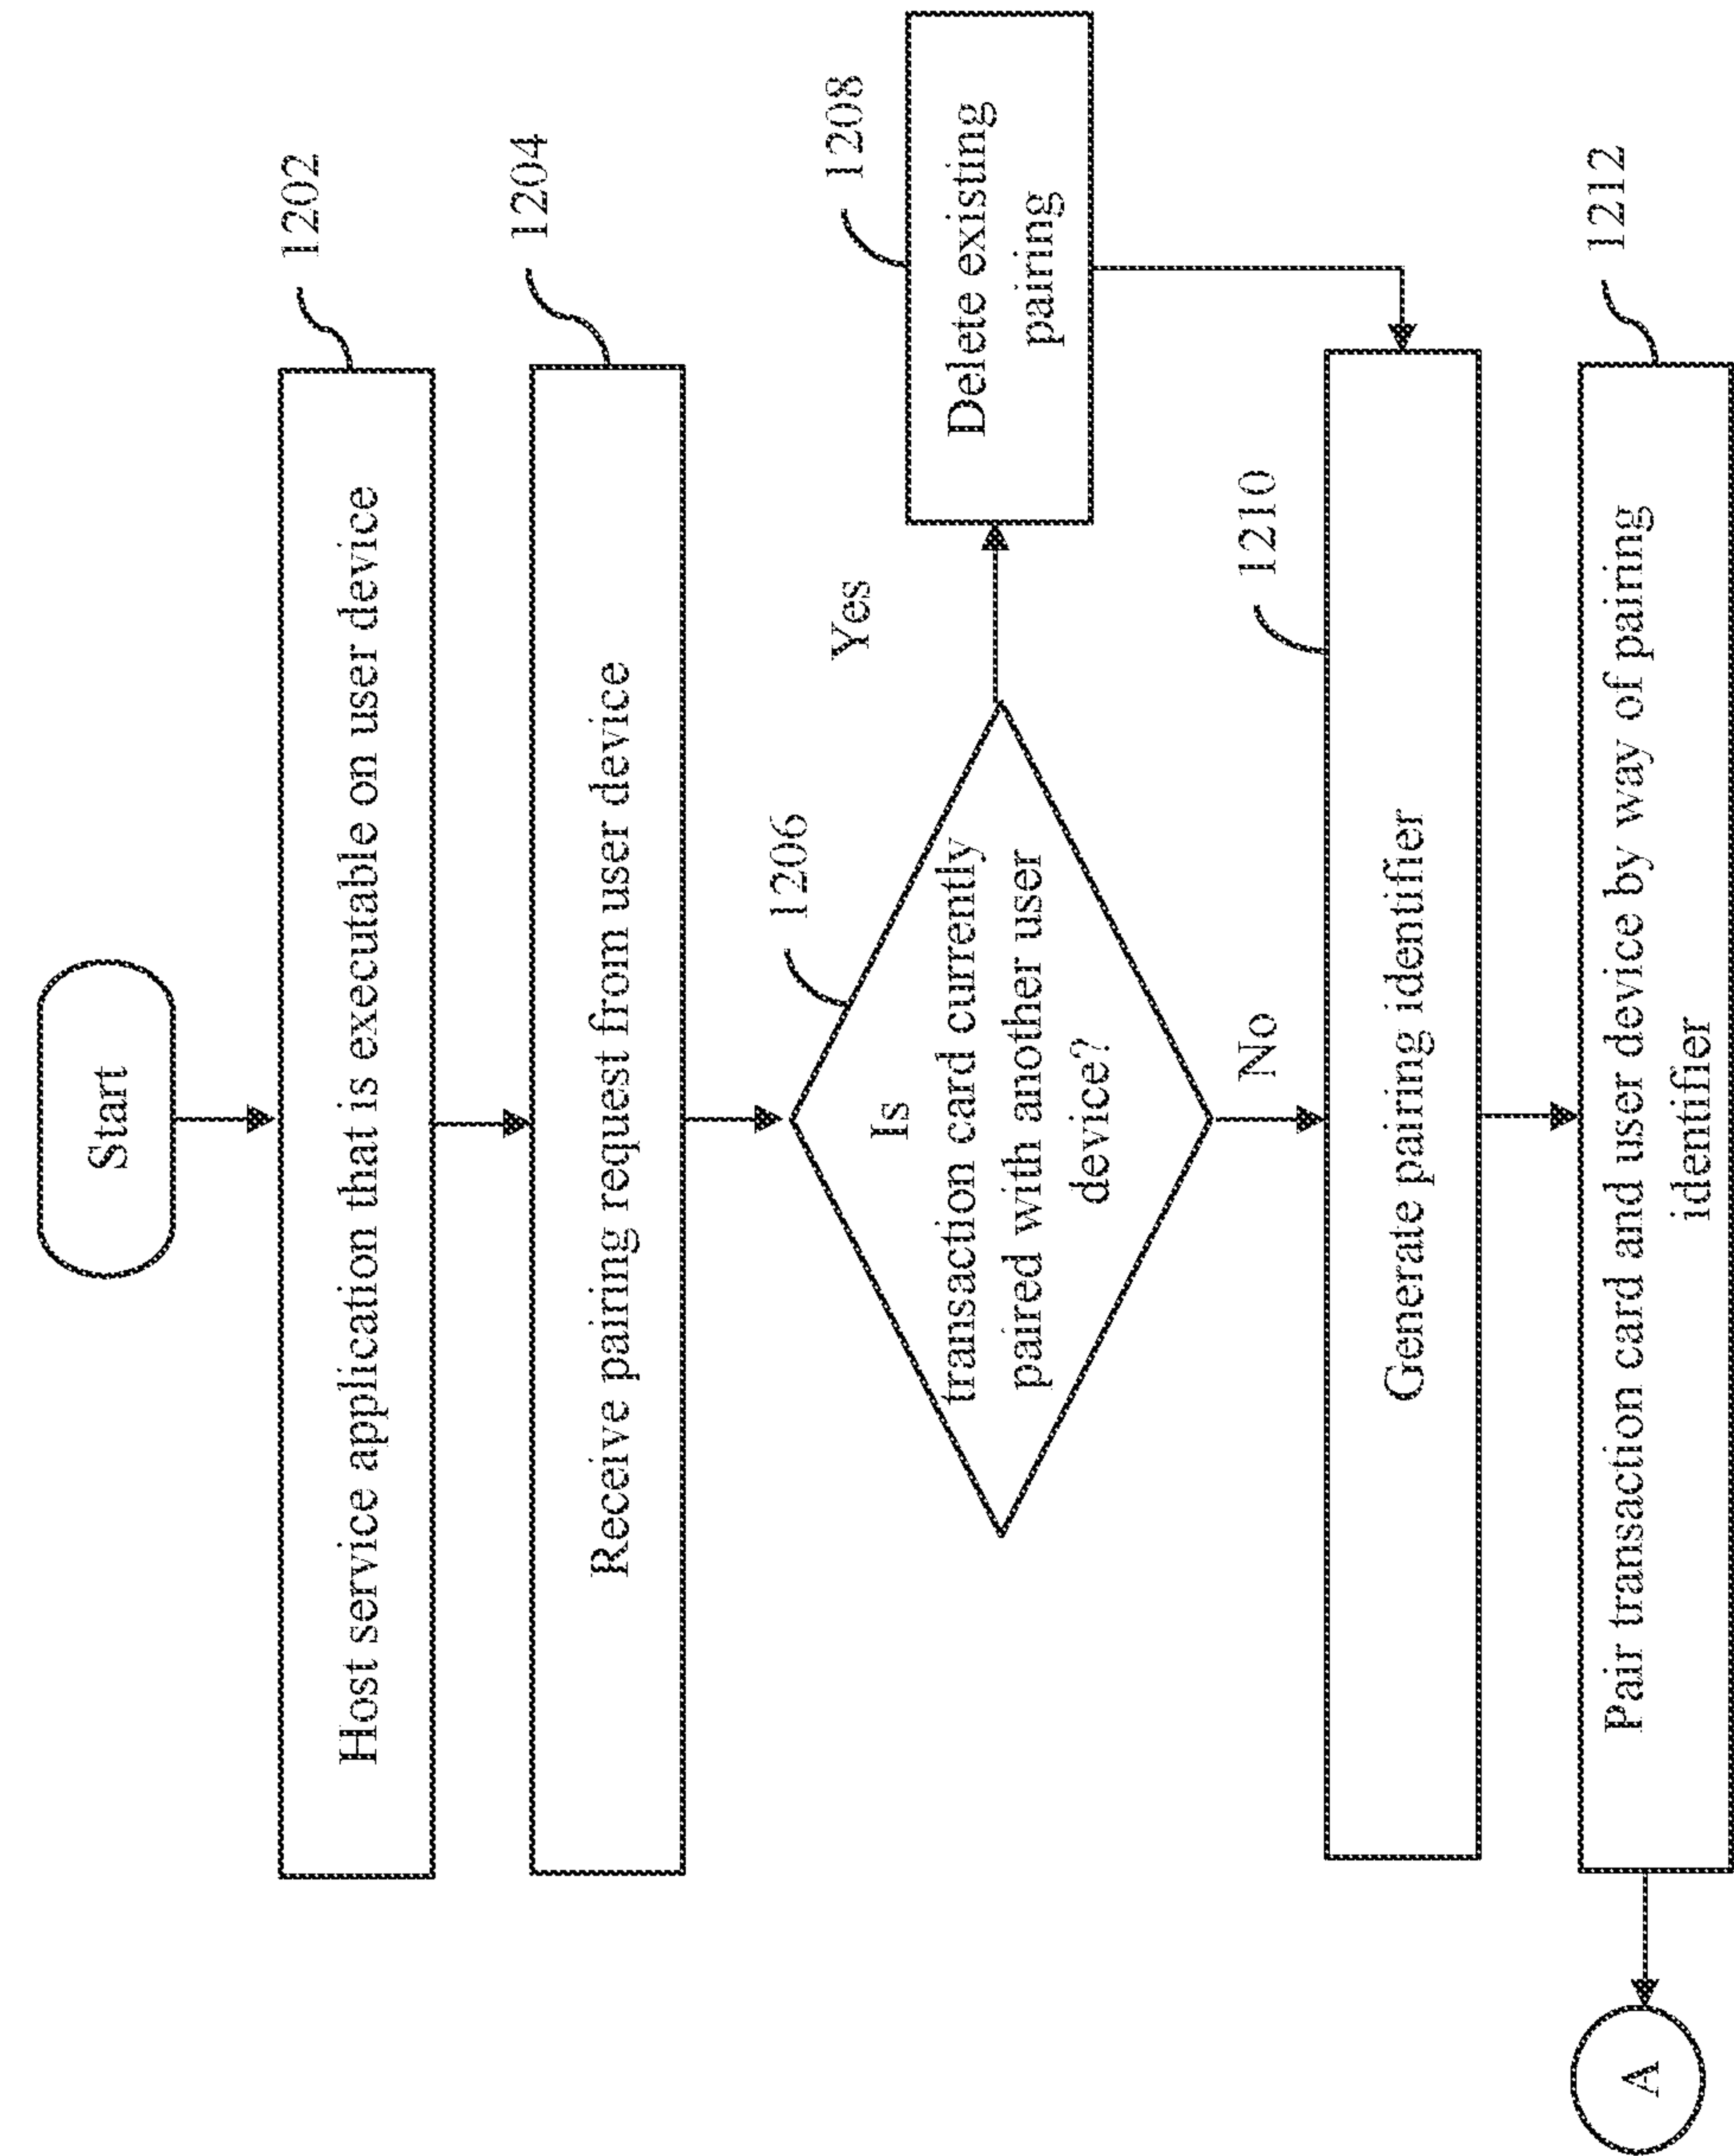 Start
1202
Host service application that is executable on user device
1204
Receive pairing request from user device
1206
Is
transaction card currently
paired with another user
device?
Yes
1208
Delete existing
pairing
No
1210
Generate pairing identifier
1212
Pair transaction card and user device by way of pairing
identifier
A